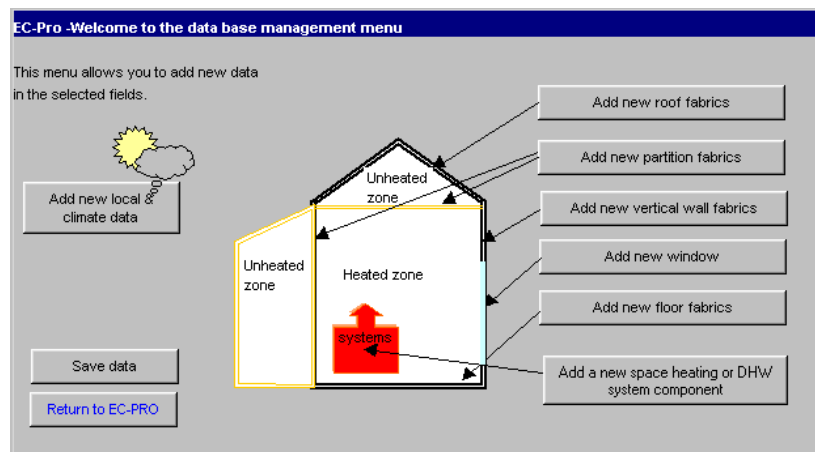 EC-Pro -Welcome to the data base management menu
This menu allows you to add new data
in the selected fields.
Add new local &
climate data
Add new roof fabrics
Add new partition fabrics
Unheated
zone
Add new vertical wall fabrics
Unheated
zone
Heated zone
Add new window
Add new floor fabrics
systems
Save data
Add a new space heating or DHW
system component
Return to EC-PRO